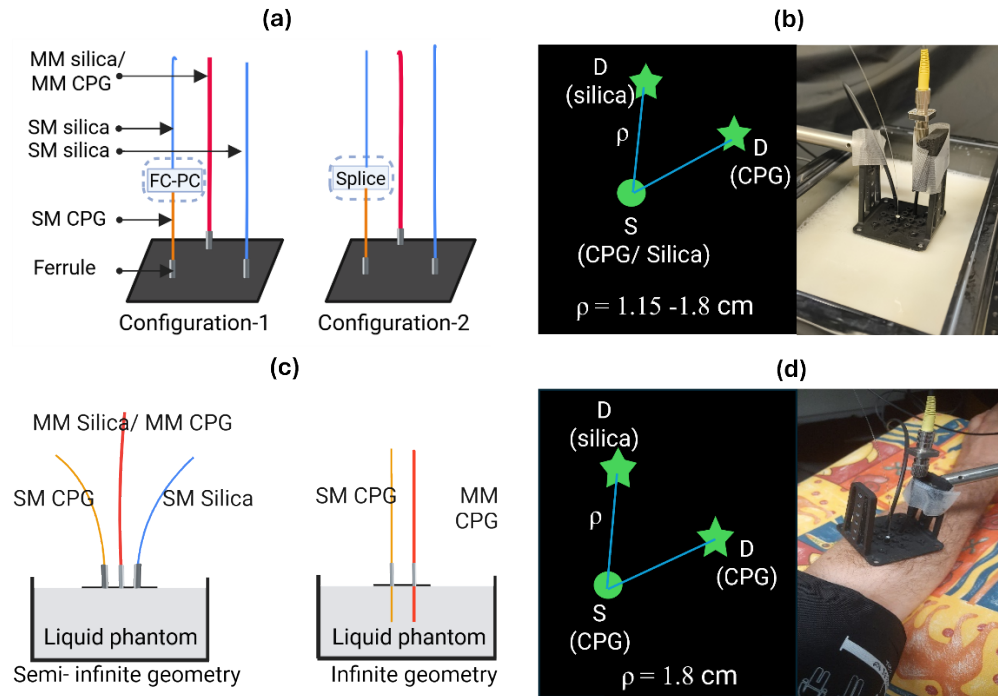 (a)
MM silica/
MM CPG
SM silica
SM silica
FC-PC
SM CPG
Ferrule
Configuration-1
Splice
Configuration-2
(b)
D
(silica)
ρ
D
(CPG)
S
(CPG/ Silica)
ρ = 1.15 -1.8 cm
(c)
MM Silica/ MM CPG
SM CPG
SM Silica
Liquid phantom
Semi- infinite geometry
SM CPG
MM
CPG
Liquid phantom
Infinite geometry
(d)
D
(silica)
ρ
D
(CPG)
S
(CPG)
ρ = 1.8 cm